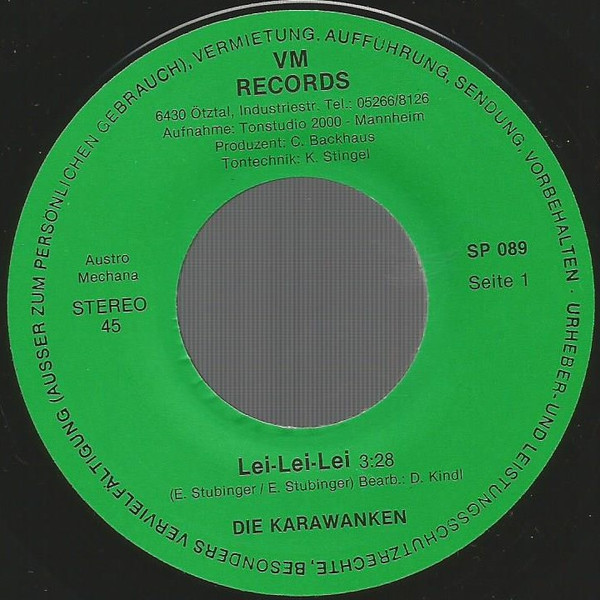 URHEBER- UND LEISTUNGSSCHUTZRECHTE, BESONDERS VERVIELFÄLTIGUNG (AUSSER ZUM PERSÖNLICHEN GEBRAUCH), VERMIETUNG. AUFFÜHRUNG, SENDUNG, VORBEHALTEN ·
VM
RECORDS
6430 Ötztal, Industriestr. Tel.: 05266/8126
Aufnahme: Tonstudio 2000 - Mannheim
Produzent: C. Backhaus
Tontechnik: K. Stingel
Austro
Mechana
STEREO
45
SP 089
Seite 1
Lei-Lei-Lei 3:28
(E. Stubinger / E. Stubinger) Bearb.: D. Kindl
DIE KARAWANKEN